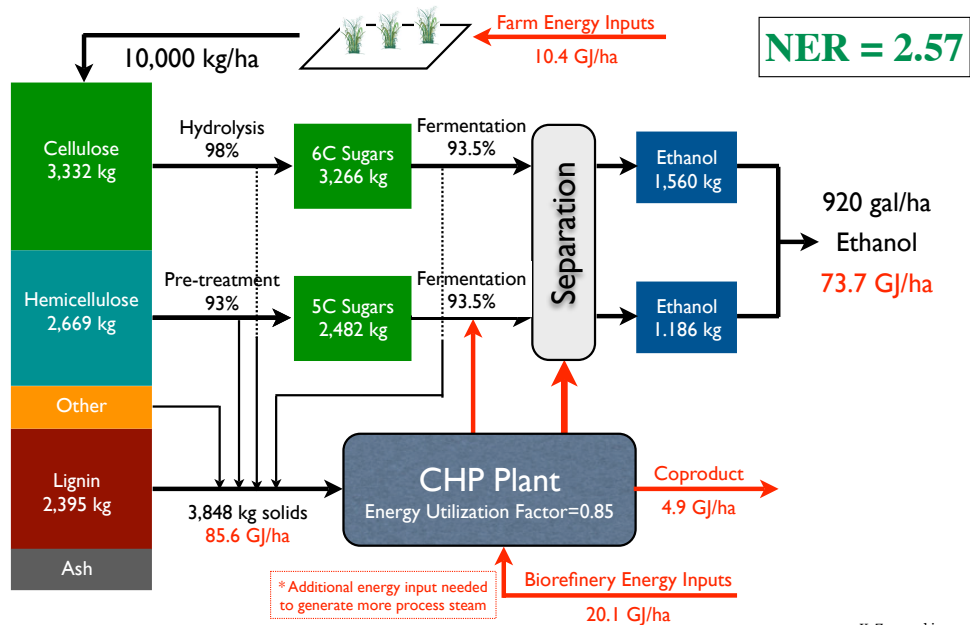 Farm Energy Inputs
10.4 GJ/ha
NER = 2.57
10,000 kg/ha
Cellulose
3,332 kg
Hydrolysis
98%
6C Sugars
3,266 kg
Fermentation
93.5%
Separation
Ethanol
1,560 kg
920 gal/ha
Ethanol
73.7 GJ/ha
Hemicellulose
2,669 kg
Pre-treatment
93%
5C Sugars
2,482 kg
Fermentation
93.5%
Ethanol
1.186 kg
Other
Lignin
2,395 kg
3,848 kg solids
85.6 GJ/ha
CHP Plant
Energy Utilization Factor=0.85
Coproduct
4.9 GJ/ha
Ash
* Additional energy input needed
to generate more process steam
Biorefinery Energy Inputs
20.1 GJ/ha